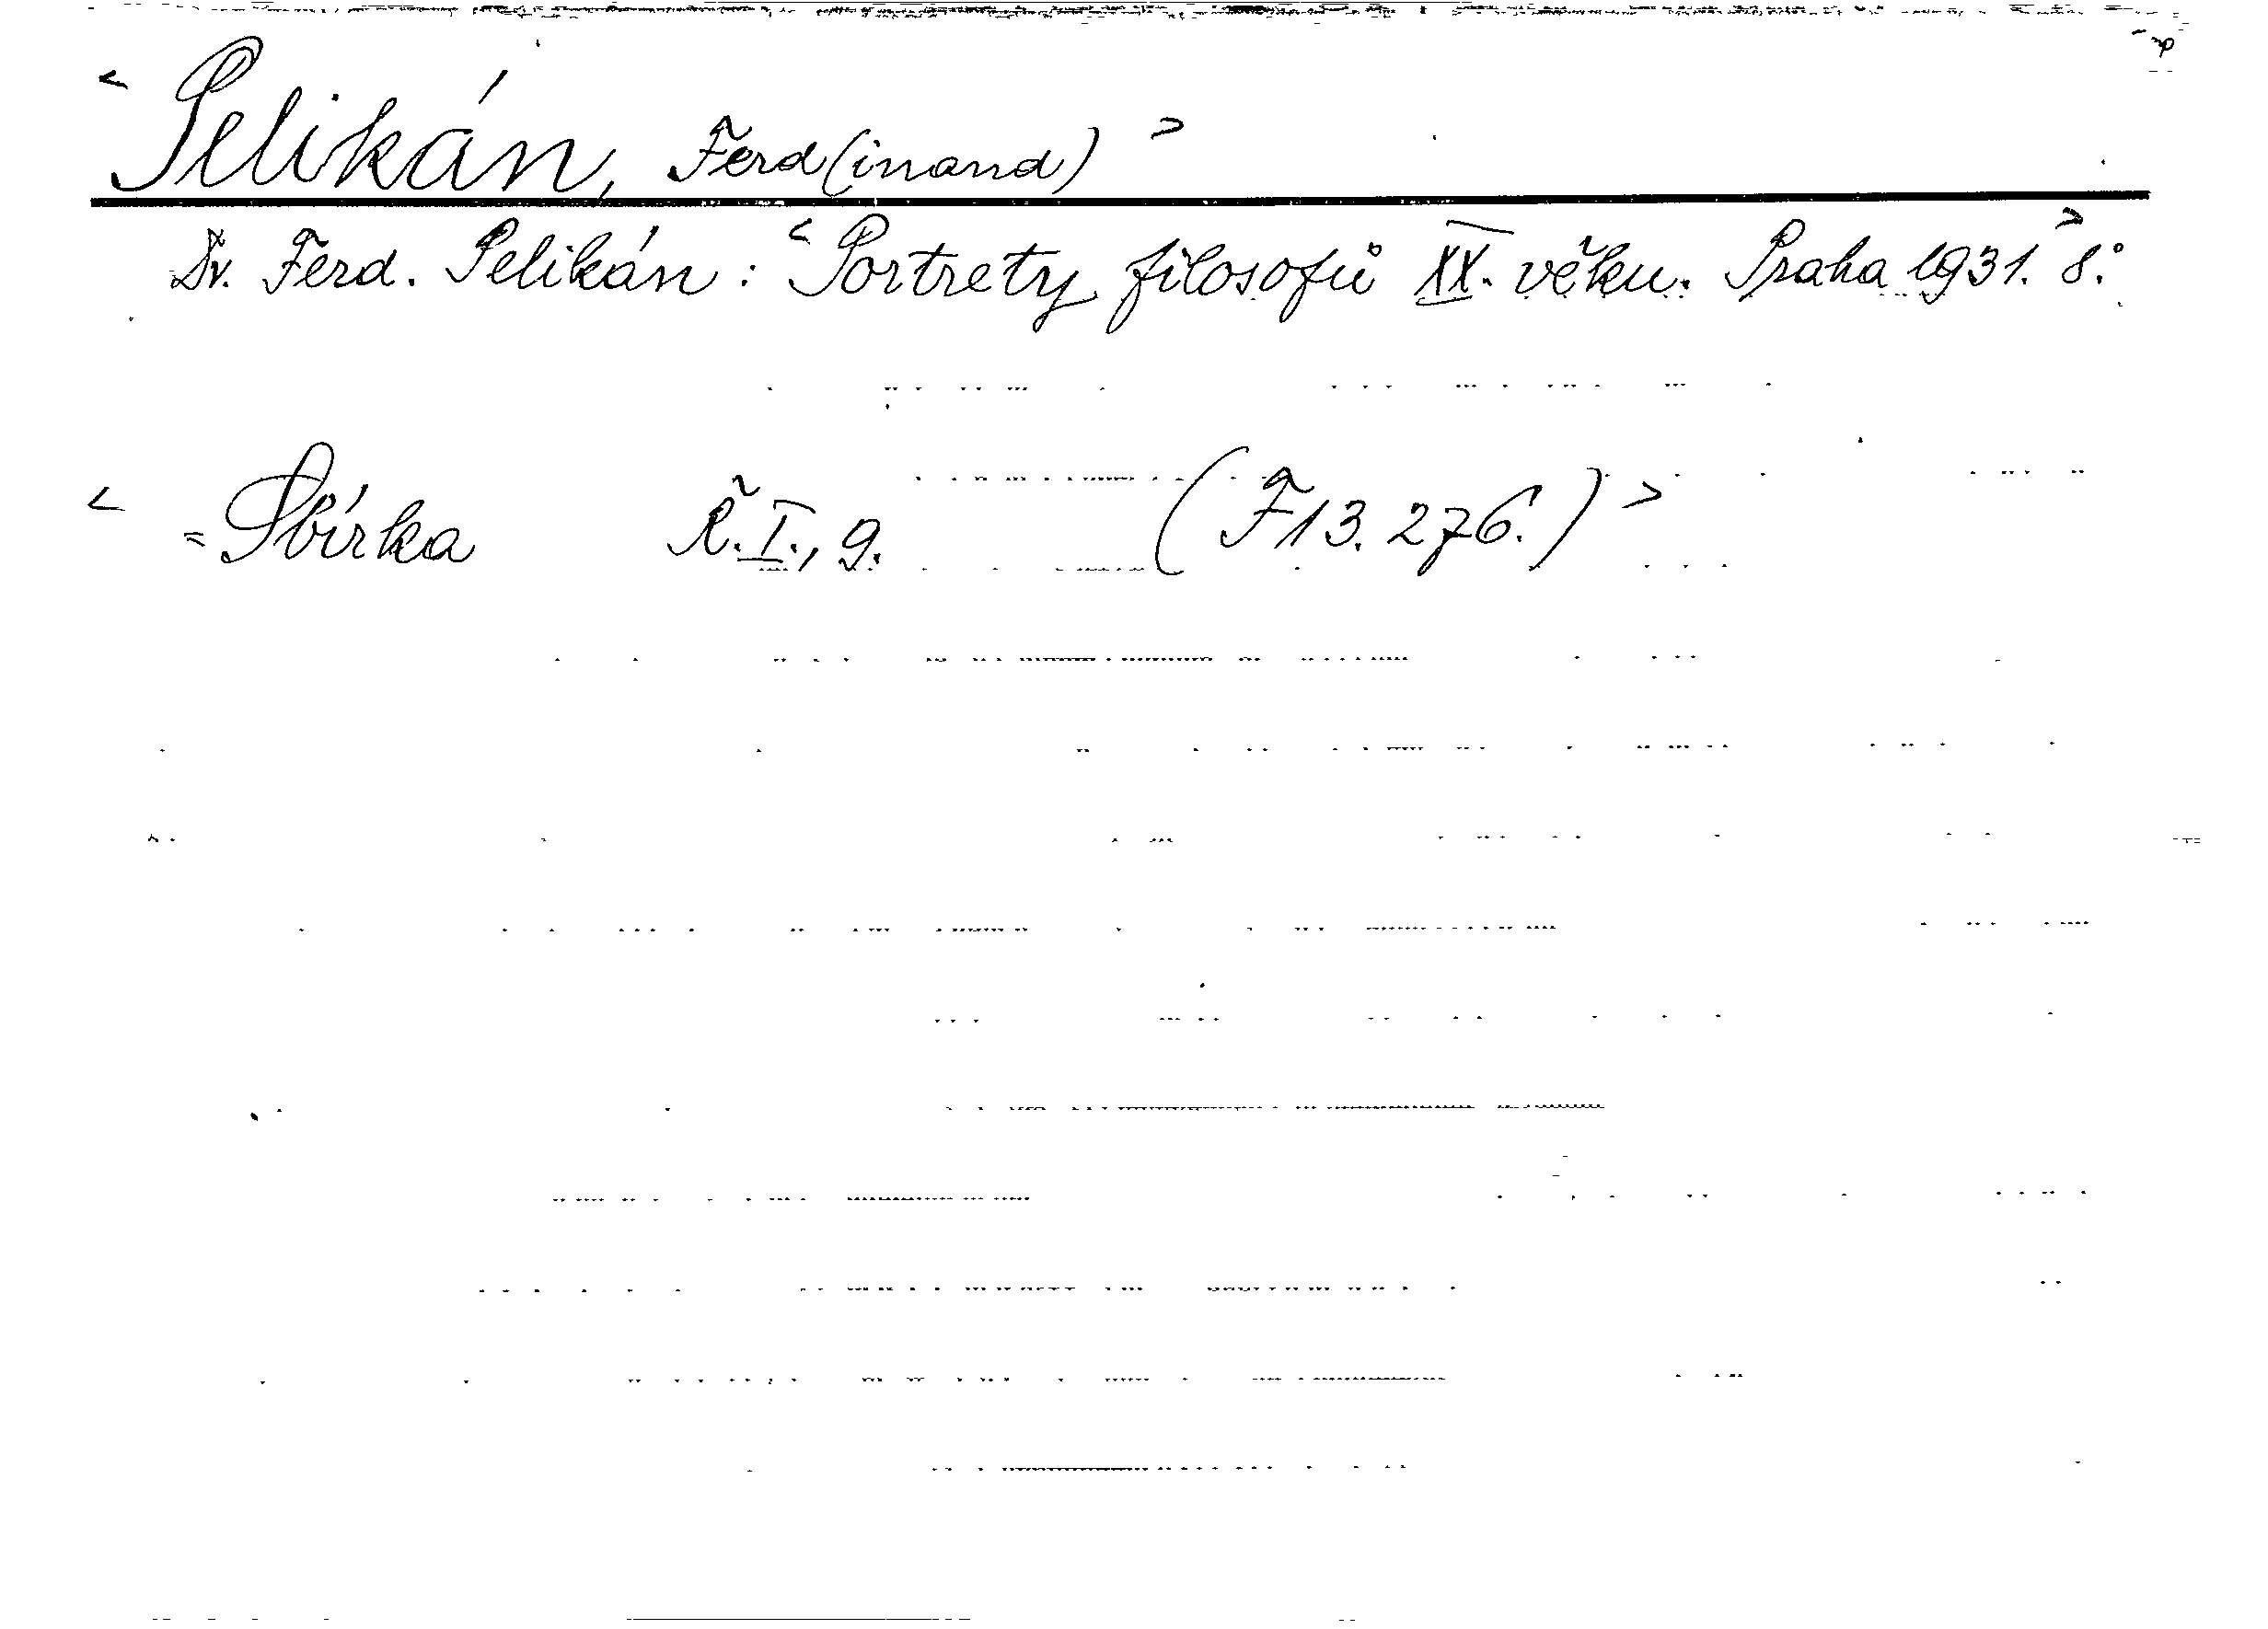 < Pelikán, Ferd(inand) >
Dr. Ferd. Pelikán : < Portrety filosofů XX. věku. Praha 1931. > 8.°
< = Sbírka Ř. I., 9. (F 13. 276.) >